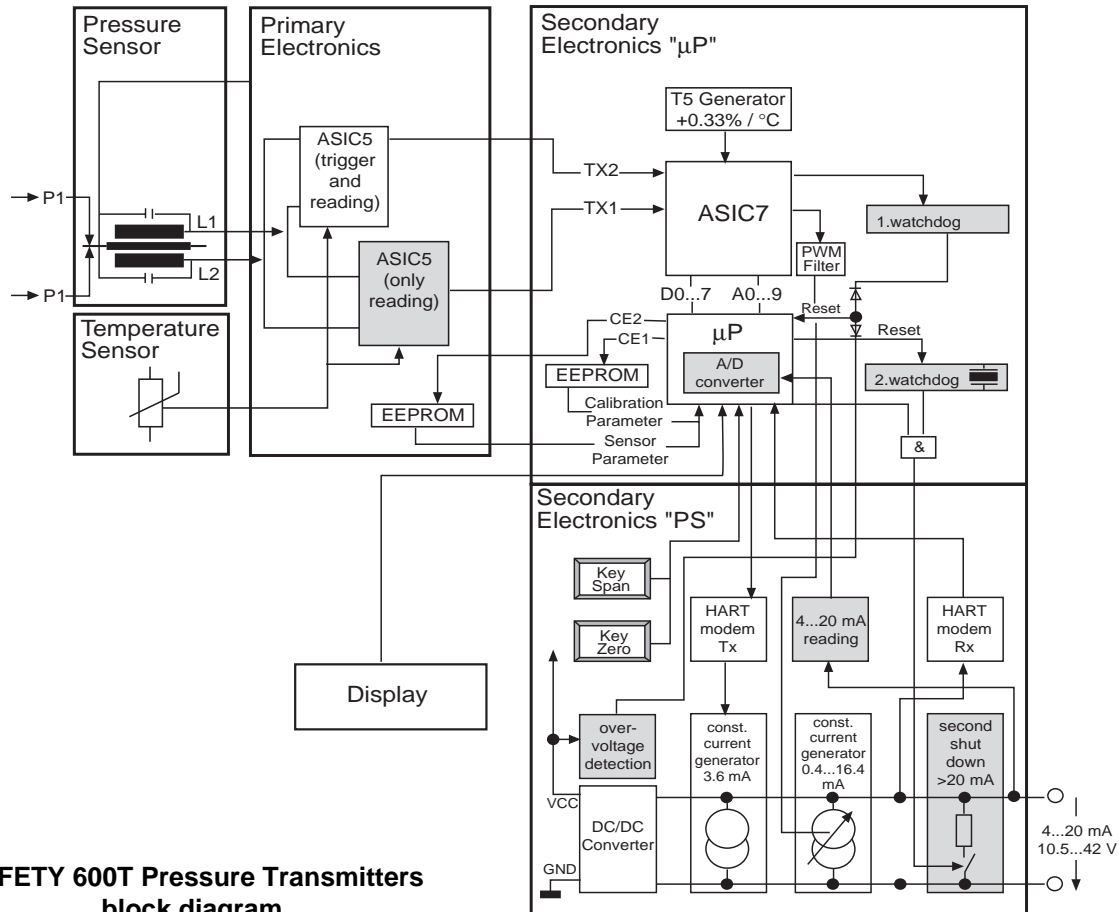 Pressure
Sensor
Primary
Electronics
Secondary
Electronics "µP"
T5 Generator
+0.33% / °C
ASIC5
(trigger
and
reading)
TX2
P1
L1
TX1
ASIC7
1.watchdog
ASIC5
(only
reading)
PWM
Filter
L2
P1
D0...7
A0...9
Reset
Temperature
Sensor
CE2
CE1
µP
Reset
A/D
converter
2.watchdog
EEPROM
EEPROM
Calibration
Parameter
Sensor
Parameter
&
Secondary
Electronics "PS"
Key
Span
Key
Zero
HART
modem
Tx
4...20 mA
reading
HART
modem
Rx
Display
over-
voltage
detection
const.
current
generator
3.6 mA
const.
current
generator
0.4...16.4
mA
second
shut
down
>20 mA
VCC
DC/DC
Converter
GND
4...20 mA
10.5...42 V
FETY 600T Pressure Transmitters
block diagram